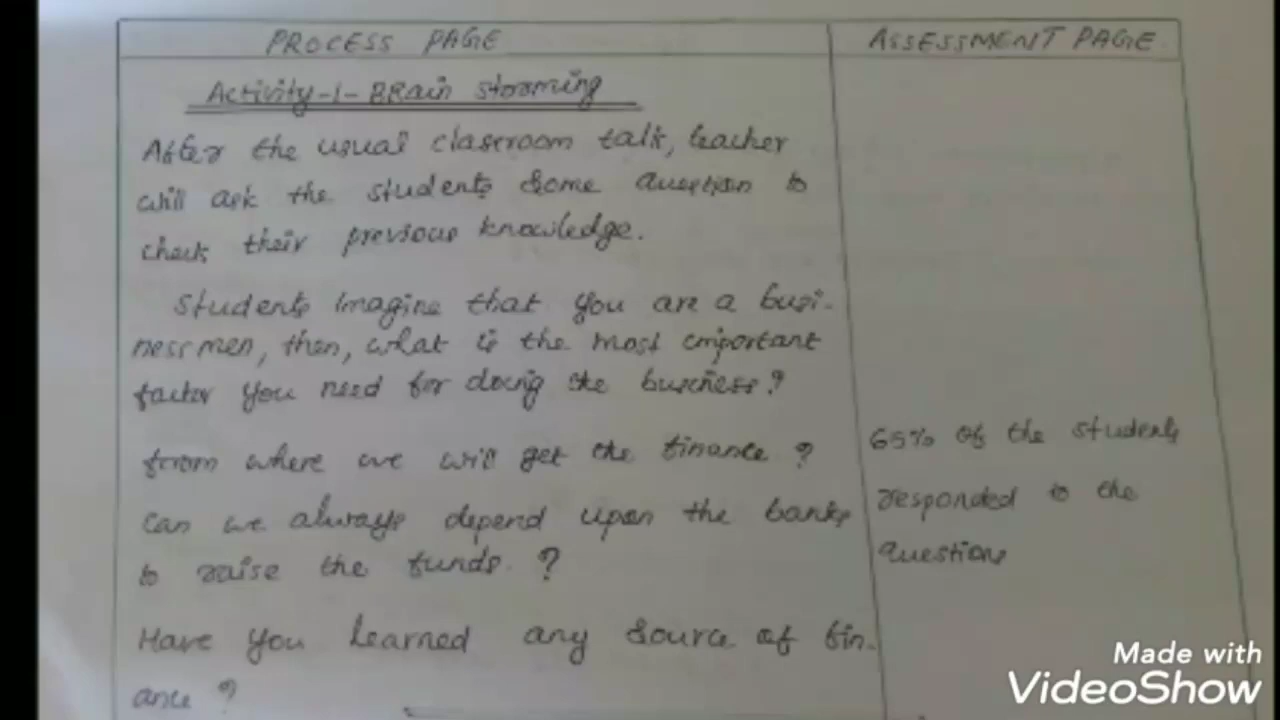 PROCESS PAGE
ASSESSMENT PAGE
Activity-1-BRain storming
After the usual classroom talk, teacher
will ask the students some question to
check their previous knowledge.
Students imagine that you are a busi-
nessmen, then, what is the most important
factor you need for doing the business?
from where we will get the finance?
Can we always depend upon the banks
to raise the funds.?
Have you learned any source of fin-
ance?
65% of the students
responded to the
questions
Made with
VideoShow